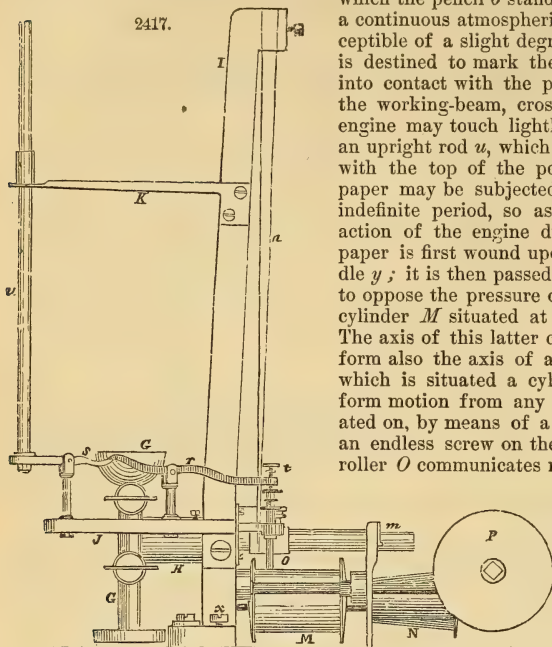 2417.
which the pencil o stand
a continuous atmospheri
ceptible of a slight degr
is destined to mark the
into contact with the p
the working-beam, cros
engine may touch lightl
an upright rod u, which
with the top of the pe
paper may be subjected
indefinite period, so as
action of the engine d
paper is first wound upo
dle y; it is then passed
to oppose the pressure o
cylinder M situated at
The axis of this latter c
form also the axis of a
which is situated a cyl
form motion from any
ated on, by means of a
an endless screw on the
roller O communicates
I
K
n
u
s
G
r
t
J
H
o
m
P
G
x
M
N